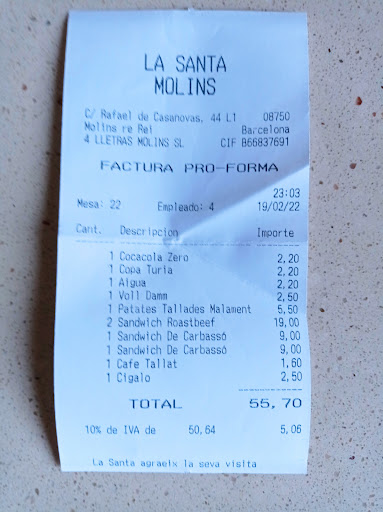 LA SANTA
MOLINS
C/ Rafael de Casanovas, 44 L1 08750
Molins re Rei Barcelona
4 LLETRAS MOLINS SL CIF B66837691
FACTURA PRO-FORMA
23:03
Mesa: 22 Empleado: 4 19/02/22
Cant. Descripcion Importe
1 Cocacola Zero 2,20
1 Copa Turia 2,20
1 Aigua 2,20
1 Voll Damm 2,50
1 Patates Tallades Malament 5,50
2 Sandwich Roastbeef 19,00
1 Sandwich De Carbassó 9,00
1 Sandwich De Carbassó 9,00
1 Cafe Tallat 1,60
1 Cigalo 2,50
TOTAL 55,70
10% de IVA de 50,64 5,06
La Santa agraeix la seva visita